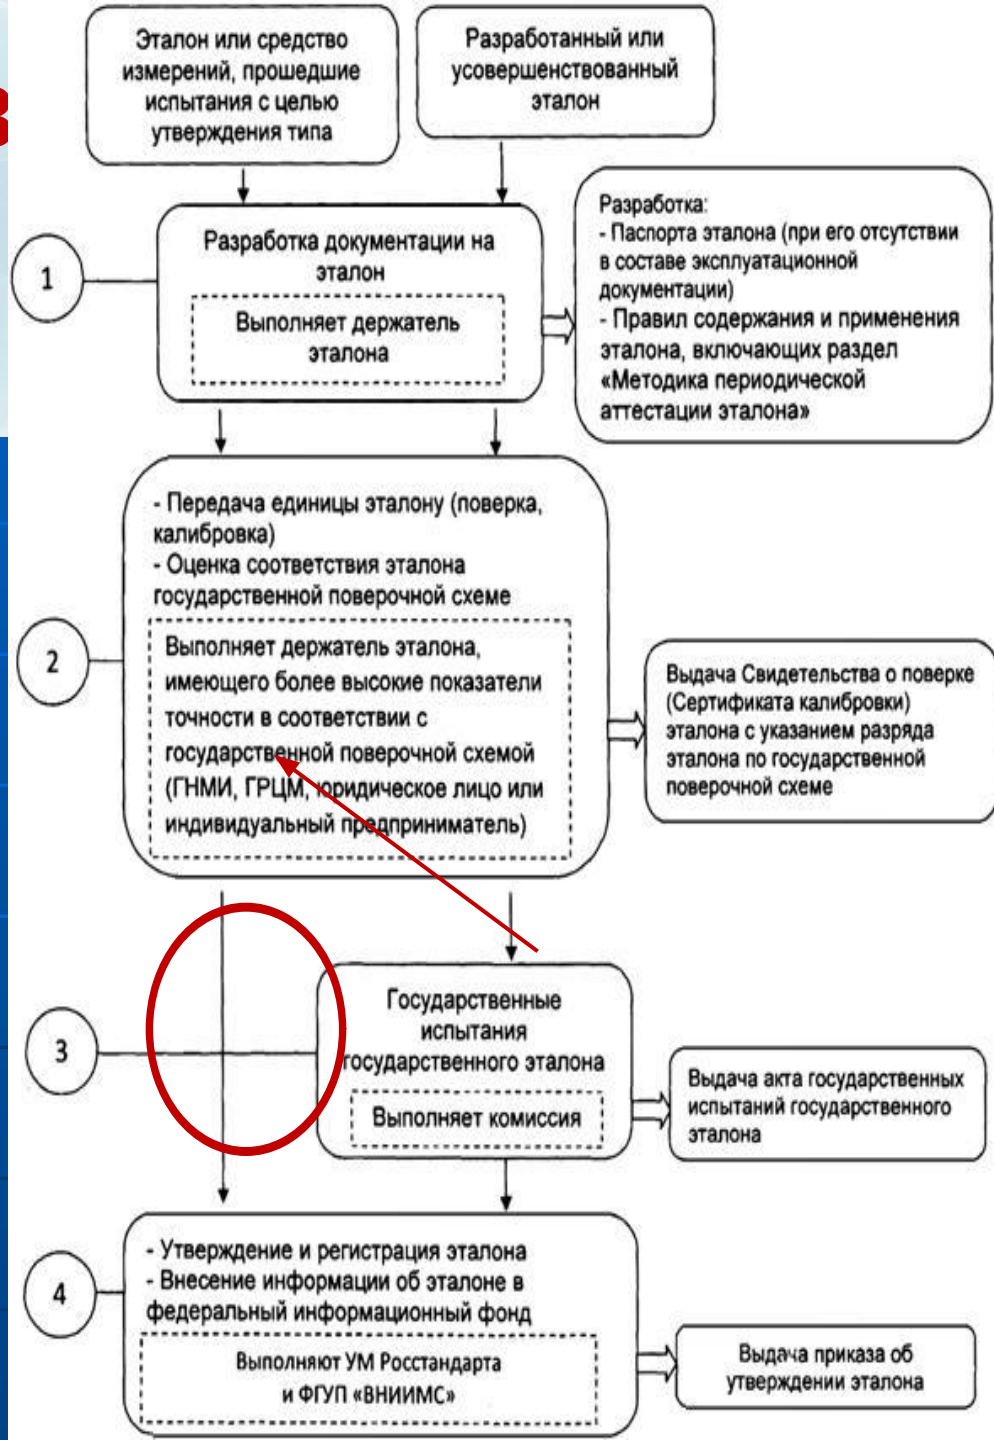 Эталон или средство
измерений, прошедшие
испытания с целью
утверждения типа
Разработанный или
усовершенствованный
эталон
1
Разработка документации на
эталон
Выполняет держатель
эталона
Разработка:
- Паспорта эталона (при его отсутствии
в составе эксплуатационной
документации)
- Правил содержания и применения
эталона, включающих раздел
«Методика периодической
аттестации эталона»
2
- Передача единицы эталону (поверка,
калибровка)
- Оценка соответствия эталона
государственной поверочной схеме
Выполняет держатель эталона,
имеющего более высокие показатели
точности в соответствии с
государственной поверочной схемой
(ГНМИ, ГРЦМ, юридическое лицо или
индивидуальный предприниматель)
Выдача Свидетельства о поверке
(Сертификата калибровки)
эталона с указанием разряда
эталона по государственной
поверочной схеме
3
Государственные
испытания
государственного эталона
Выполняет комиссия
Выдача акта государственных
испытаний государственного
эталона
4
- Утверждение и регистрация эталона
- Внесение информации об эталоне в
федеральный информационный фонд
Выполняют УМ Росстандарта
и ФГУП «ВНИИМС»
Выдача приказа об
утверждении эталона